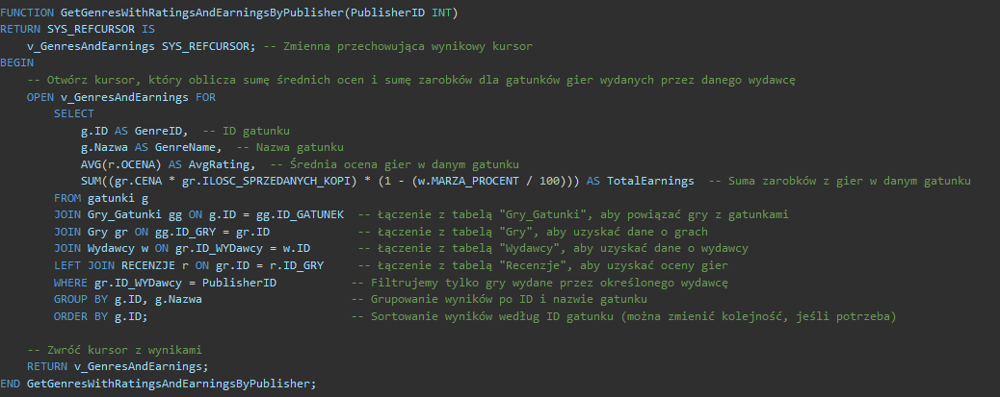 FUNCTION GetGenresWithRatingsAndEarningsByPublisher(PublisherID INT)
RETURN SYS_REFCURSOR IS
    v_GenresAndEarnings SYS_REFCURSOR; -- Zmienna przechowująca wynikowy kursor
BEGIN
    -- Otwórz kursor, który oblicza sumę średnich ocen i sumę zarobków dla gatunków gier wydanych przez danego wydawcę
    OPEN v_GenresAndEarnings FOR
        SELECT
            g.ID AS GenreID,  -- ID gatunku
            g.Nazwa AS GenreName,  -- Nazwa gatunku
            AVG(r.OCENA) AS AvgRating,  -- Średnia ocena gier w danym gatunku
            SUM((gr.CENA * gr.ILOSC_SPRZEDANYCH_KOPI) * (1 - (w.MARZA_PROCENT / 100))) AS TotalEarnings  -- Suma zarobków z gier w danym gatunku
        FROM gatunki g
        JOIN Gry_Gatunki gg ON g.ID = gg.ID_GATUNEK  -- Łączenie z tabelą "Gry_Gatunki", aby powiązać gry z gatunkami
        JOIN Gry gr ON gg.ID_GRY = gr.ID             -- Łączenie z tabelą "Gry", aby uzyskać dane o grach
        JOIN Wydawcy w ON gr.ID_WYDawcy = w.ID       -- Łączenie z tabelą "Wydawcy", aby uzyskać dane o wydawcy
        LEFT JOIN RECENZJE r ON gr.ID = r.ID_GRY     -- Łączenie z tabelą "Recenzje", aby uzyskać oceny gier
        WHERE gr.ID_WYDawcy = PublisherID           -- Filtrujemy tylko gry wydane przez określonego wydawcę
        GROUP BY g.ID, g.Nazwa                      -- Grupowanie wyników po ID i nazwie gatunku
        ORDER BY g.ID;                              -- Sortowanie wyników według ID gatunku (można zmienić kolejność, jeśli potrzeba)
    -- Zwróć kursor z wynikami
    RETURN v_GenresAndEarnings;
END GetGenresWithRatingsAndEarningsByPublisher;